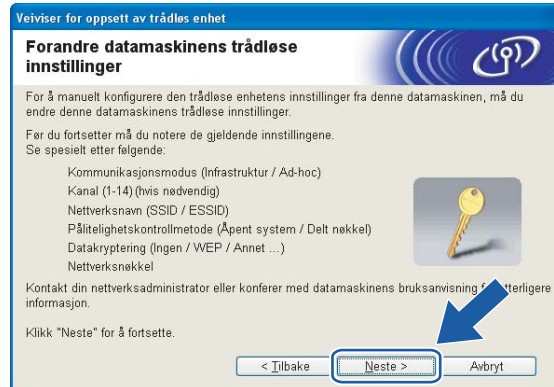 Veiviser for oppsett av trådløs enhet
Forandre datamaskinens trådløse
innstillinger
For å manuelt konfigurere den trådløse enhetens innstillinger fra denne datamaskinen, må du
endre denne datamaskinens trådløse innstillinger.
Før du fortsetter må du notere de gjeldende innstillingene.
Se spesielt etter følgende:
Kommunikasjonsmodus (Infrastruktur / Ad-hoc)
Kanal (1-14) (hvis nødvendig)
Nettverksnavn (SSID / ESSID)
Pålitelighetskontrollmetode (Åpent system / Delt nøkkel)
Datakryptering (Ingen / WEP / Annet ...)
Nettverksnøkkel
Kontakt din nettverksadministrator eller konferer med datamaskinens bruksanvisning
informasjon.
Klikk "Neste" for å fortsette.
< Tilbake
Neste >
Avbryt